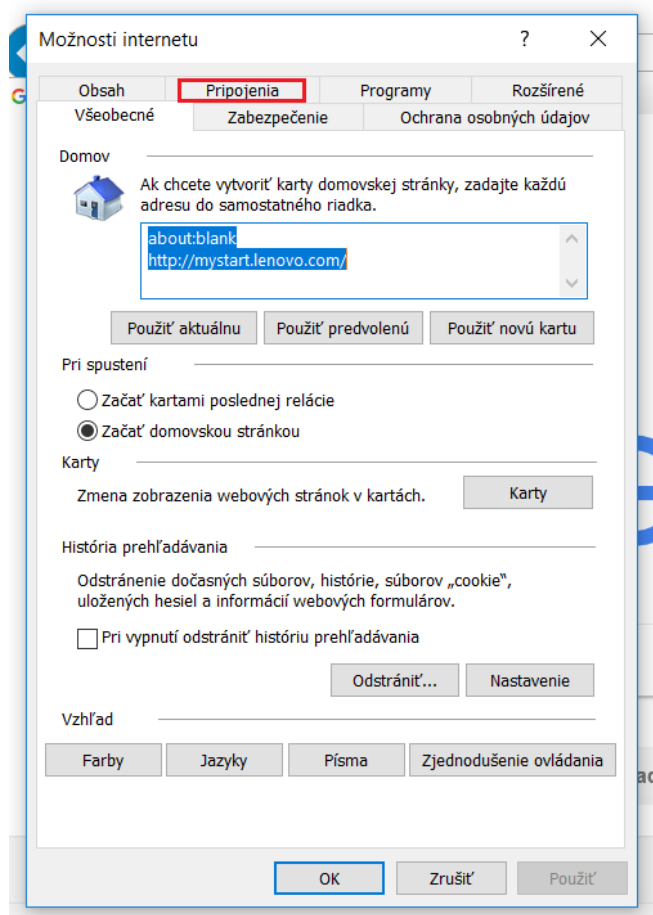 Možnosti internetu
Obsah Pripojenia Programy Rozšírené
Všeobecné Zabezpečenie Ochrana osobných údajov
Domov
Ak chcete vytvoriť karty domovskej stránky, zadajte každú
adresu do samostatného riadka.
about:blank
http://mystart.lenovo.com/
Použiť aktuálnu Použiť predvolenú Použiť novú kartu
Pri spustení
Začať kartami poslednej relácie
Začať domovskou stránkou
Karty
Zmena zobrazenia webových stránok v kartách. Karty
História prehľadávania
Odstránenie dočasných súborov, histórie, súborov „cookie“,
uložených hesiel a informácií webových formulárov.
Pri vypnutí odstrániť históriu prehľadávania
Odstrániť... Nastavenie
Vzhľad
Farby Jazyky Písma Zjednodušenie ovládania
OK Zrušiť Použiť